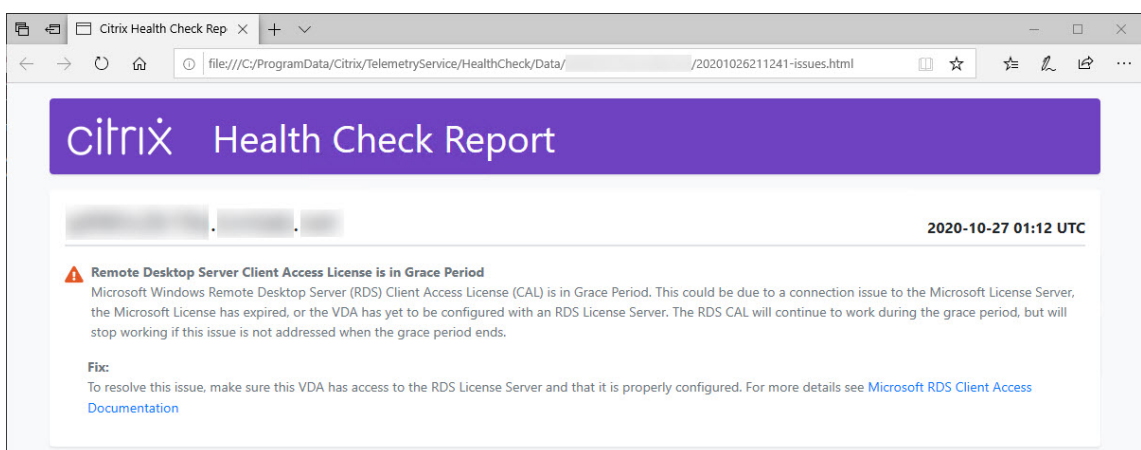 Citrix Health Check Rep
file:///C:/ProgramData/Citrix/TelemetryService/HealthCheck/Data/ /20201026211241-issues.html
citrix Health Check Report
. .
2020-10-27 01:12 UTC
Remote Desktop Server Client Access License is in Grace Period
Microsoft Windows Remote Desktop Server (RDS) Client Access License (CAL) is in Grace Period. This could be due to a connection issue to the Microsoft License Server,
the Microsoft License has expired, or the VDA has yet to be configured with an RDS License Server. The RDS CAL will continue to work during the grace period, but will
stop working if this issue is not addressed when the grace period ends.
Fix:
To resolve this issue, make sure this VDA has access to the RDS License Server and that it is properly configured. For more details see Microsoft RDS Client Access
Documentation